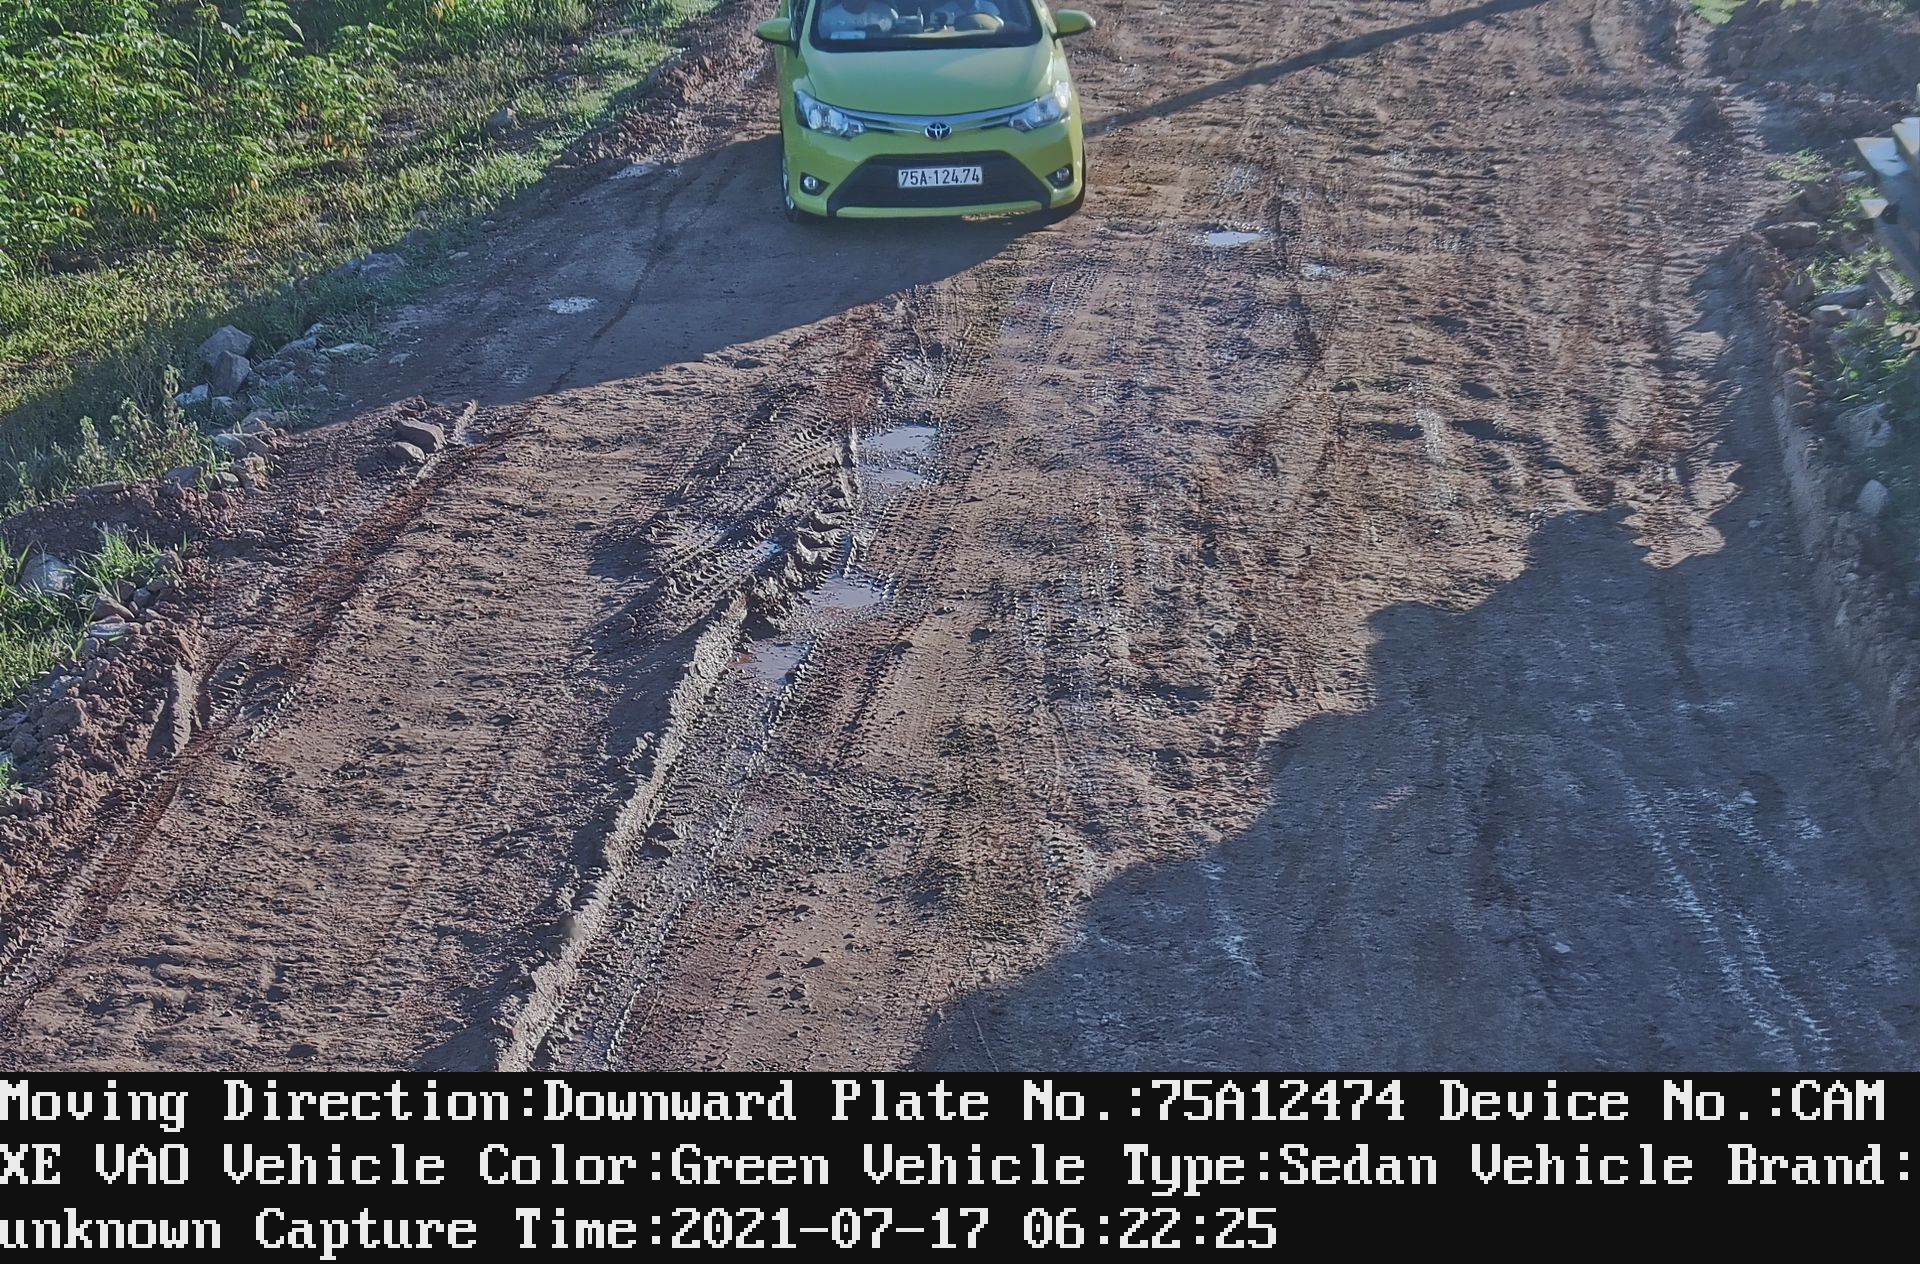 75A-124.74
Moving Direction:Downward Plate No.:75A12474 Device No.:CAM
XE VAO Vehicle Color:Green Vehicle Type:Sedan Vehicle Brand:
unknown Capture Time:2021-07-17 06:22:25